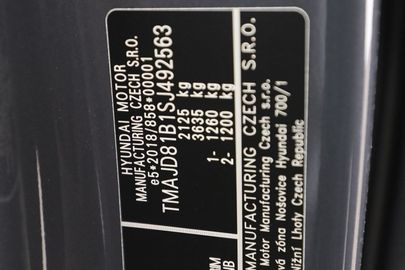 HYUNDAI MOTOR
MANUFACTURING CZECH S.R.O.
e5*2018/858*00001
TMAJD81B1SJ492563
2125 kg
3635 kg
1- 1260 kg
2- 1200 kg
MANUFACTURING CZECH S.R.O.
Motor Manufacturing Czech s.r.o.
zóna Nošovice Hyundai 700/1
Nižní Lhoty Czech Republic